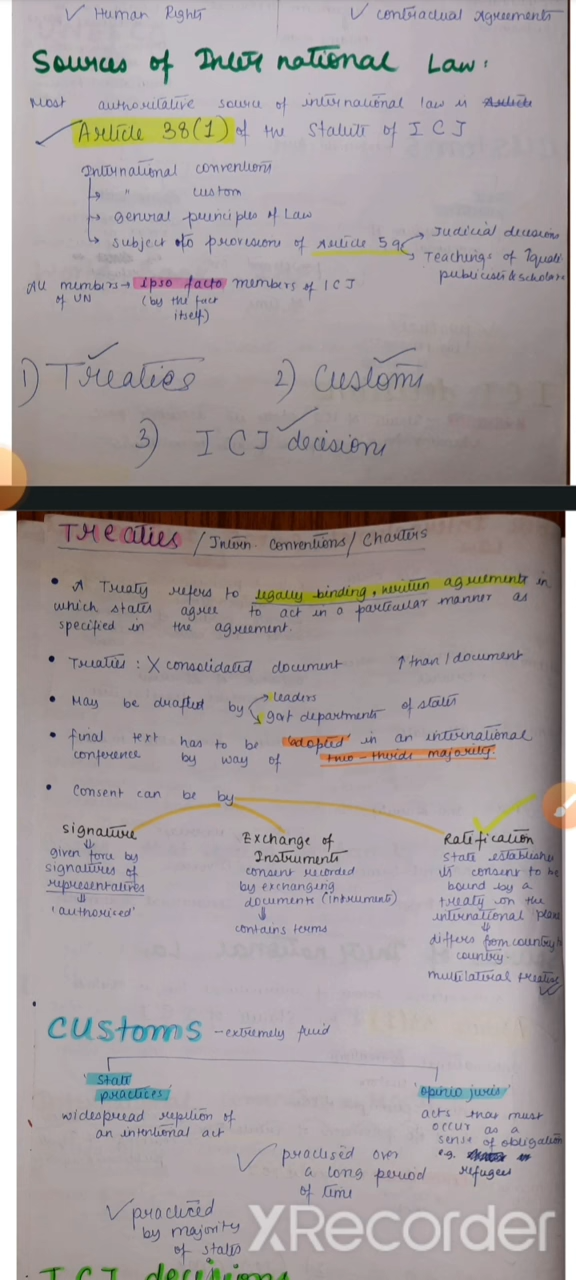 ✓ Human Rights
✓ contractual Agreements
Sources of International Law:
Most authoritative source of international law is
✓ Article 38(1) of the Statute of ICJ
International conventions
→ " custom
→ general principles of Law
→ subject to provisions of Article 59
→ Judicial decisions
→ Teachings of
publicists & scholars
All members → ipso facto members of ICJ
of UN (by the fact
itself)
1) Treaties 2) Customs
3) ICJ decisions
TReaties / Intern. Conventions / Charters
• A Treaty refers to legally binding, written agreements in
which states agree to act in a particular manner as
specified in the agreement.
• Treaties: X consolidated document ↑ than 1 document
• May be drafted by → leaders
→ govt departments of states
• final text has to be 'adopted' in an international
conference by way of two-thirds majority.
• Consent can be by
signature
given force by
signatures of
representatives
'authorised'
Exchange of
Instruments
consent recorded
by exchanging
documents (intruments)
contains terms
Ratification
State establishes
its consent to be
bound by a
treaty on the
international plane
differs from country to
country
multilateral treaties
CUSTOMS - extremely fluid
'State
practices'
widespread repition of
an intentional act
'opinio juris'
acts that must
occur as a
sense of obligation
e.g.
refugees
✓ practised over
a long period
of time
✓ practiced
by majority
of states
XRecorder
ICJ decisions